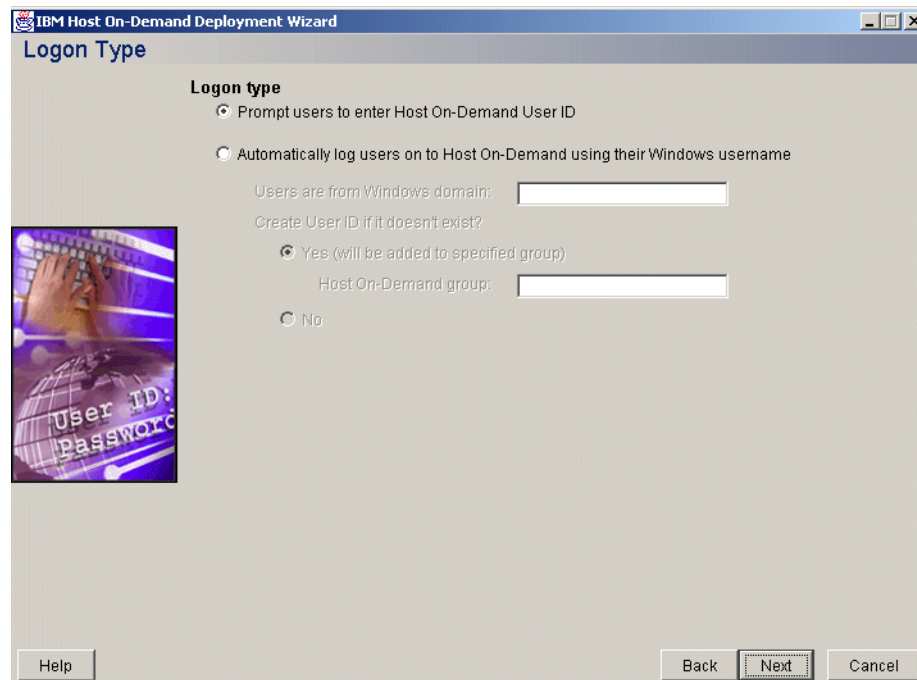 IBM Host On-Demand Deployment Wizard
Logon Type
Logon type
Prompt users to enter Host On-Demand User ID
Automatically log users on to Host On-Demand using their Windows username
Users are from Windows domain:
Create User ID if it doesn't exist?
Yes (will be added to specified group)
Host On-Demand group:
No
User ID:
Password
Help
Back
Next
Cancel